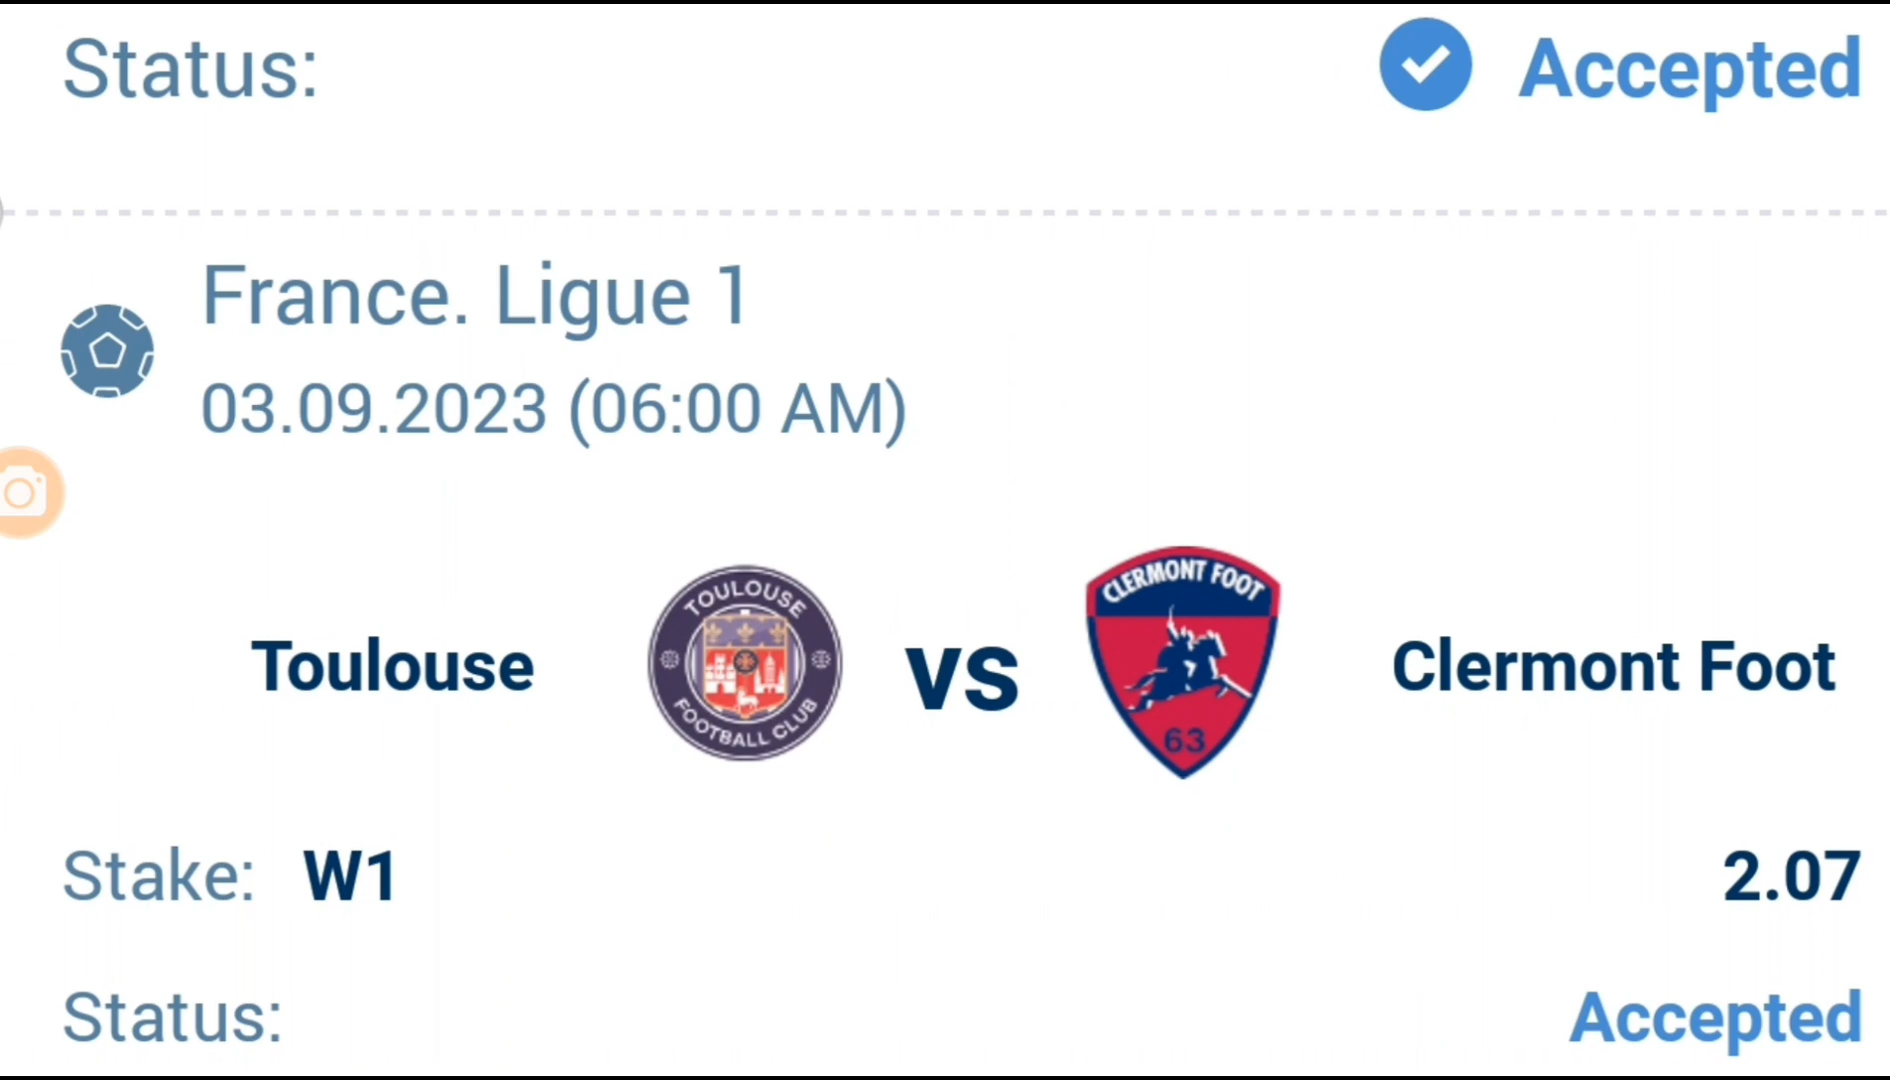 Status: Accepted
France. Ligue 1
03.09.2023 (06:00 AM)
TOULOUSE
FOOTBALL CLUB
CLERMONT FOOT
63
Toulouse vs Clermont Foot
Stake: W1 2.07
Status: Accepted